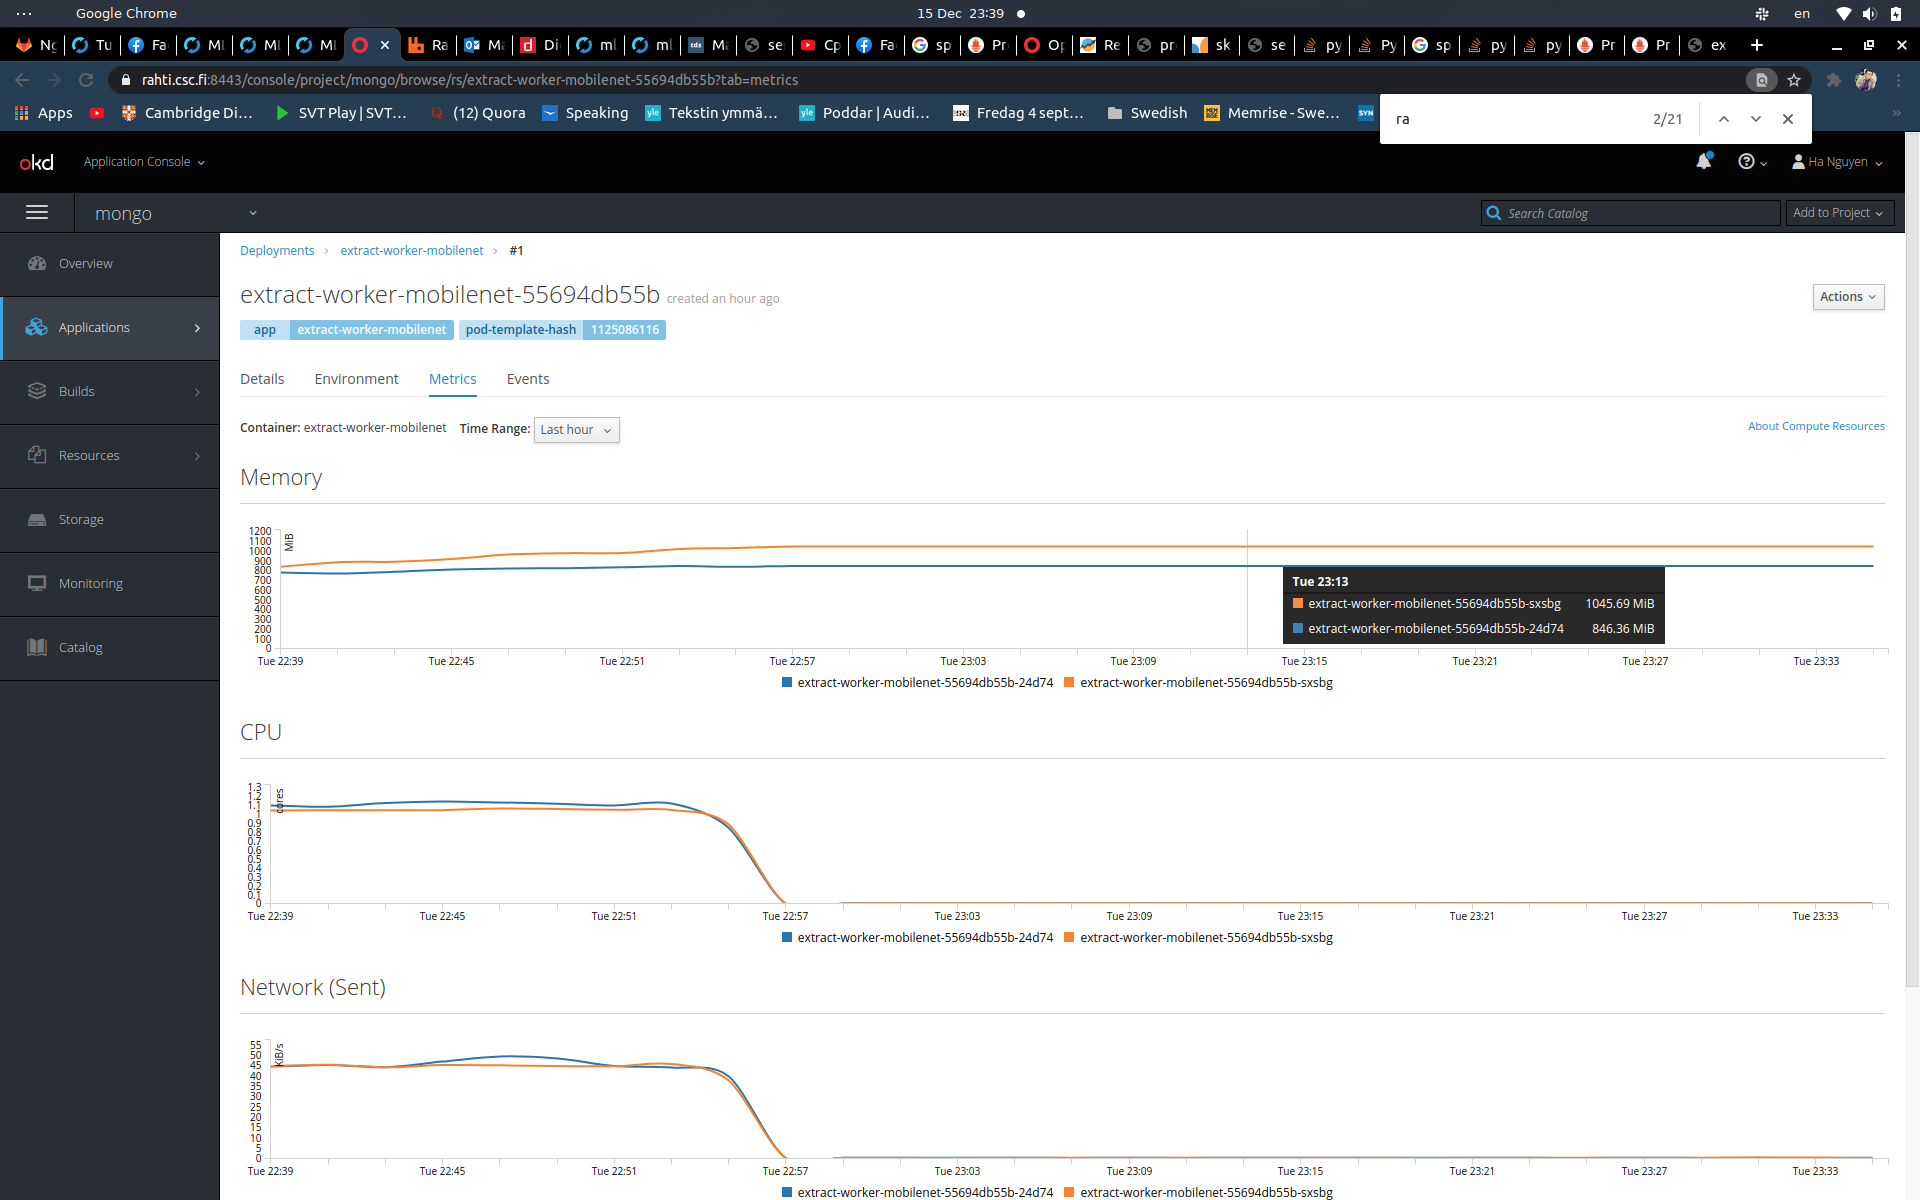 Google Chrome
15 Dec 23:39
en
Ng
Tu
Fa
ML
ML
ML
Ra
Ma
Di
ml
ml
tds
Ma
se
Cp
Fa
sp
Pr
Op
Re
pr
sk
se
py
Py
sp
py
py
Pr
Pr
ex
rahti.csc.fi:8443/console/project/mongo/browse/rs/extract-worker-mobilenet-55694db55b?tab=metrics
Apps
Cambridge Di...
SVT Play | SVT...
(12) Quora
Speaking
yle
Tekstin ymmä...
yle
Poddar | Audi...
Fredag 4 sept...
Swedish
Memrise - Swe...
SYN
ra
2/21
okd
Application Console
Ha Nguyen
mongo
Search Catalog
Add to Project
Overview
Applications
Builds
Resources
Storage
Monitoring
Catalog
Deployments
extract-worker-mobilenet
#1
extract-worker-mobilenet-55694db55b created an hour ago
Actions
app extract-worker-mobilenet pod-template-hash 1125086116
Details
Environment
Metrics
Events
Container: extract-worker-mobilenet
Time Range: Last hour
About Compute Resources
Memory
1200
1100
1000
900
800
700
600
500
400
300
200
100
0
MiB
Tue 23:13
extract-worker-mobilenet-55694db55b-sxsbg 1045.69 MiB
extract-worker-mobilenet-55694db55b-24d74 846.36 MiB
Tue 22:39 Tue 22:45 Tue 22:51 Tue 22:57 Tue 23:03 Tue 23:09 Tue 23:15 Tue 23:21 Tue 23:27 Tue 23:33
extract-worker-mobilenet-55694db55b-24d74 extract-worker-mobilenet-55694db55b-sxsbg
CPU
1.3
1.2
1.1
1
0.9
0.8
0.7
0.6
0.5
0.4
0.3
0.2
0.1
0
cores
Tue 22:39 Tue 22:45 Tue 22:51 Tue 22:57 Tue 23:03 Tue 23:09 Tue 23:15 Tue 23:21 Tue 23:27 Tue 23:33
extract-worker-mobilenet-55694db55b-24d74 extract-worker-mobilenet-55694db55b-sxsbg
Network (Sent)
55
50
45
40
35
30
25
20
15
10
5
0
KiB/s
Tue 22:39 Tue 22:45 Tue 22:51 Tue 22:57 Tue 23:03 Tue 23:09 Tue 23:15 Tue 23:21 Tue 23:27 Tue 23:33
extract-worker-mobilenet-55694db55b-24d74 extract-worker-mobilenet-55694db55b-sxsbg